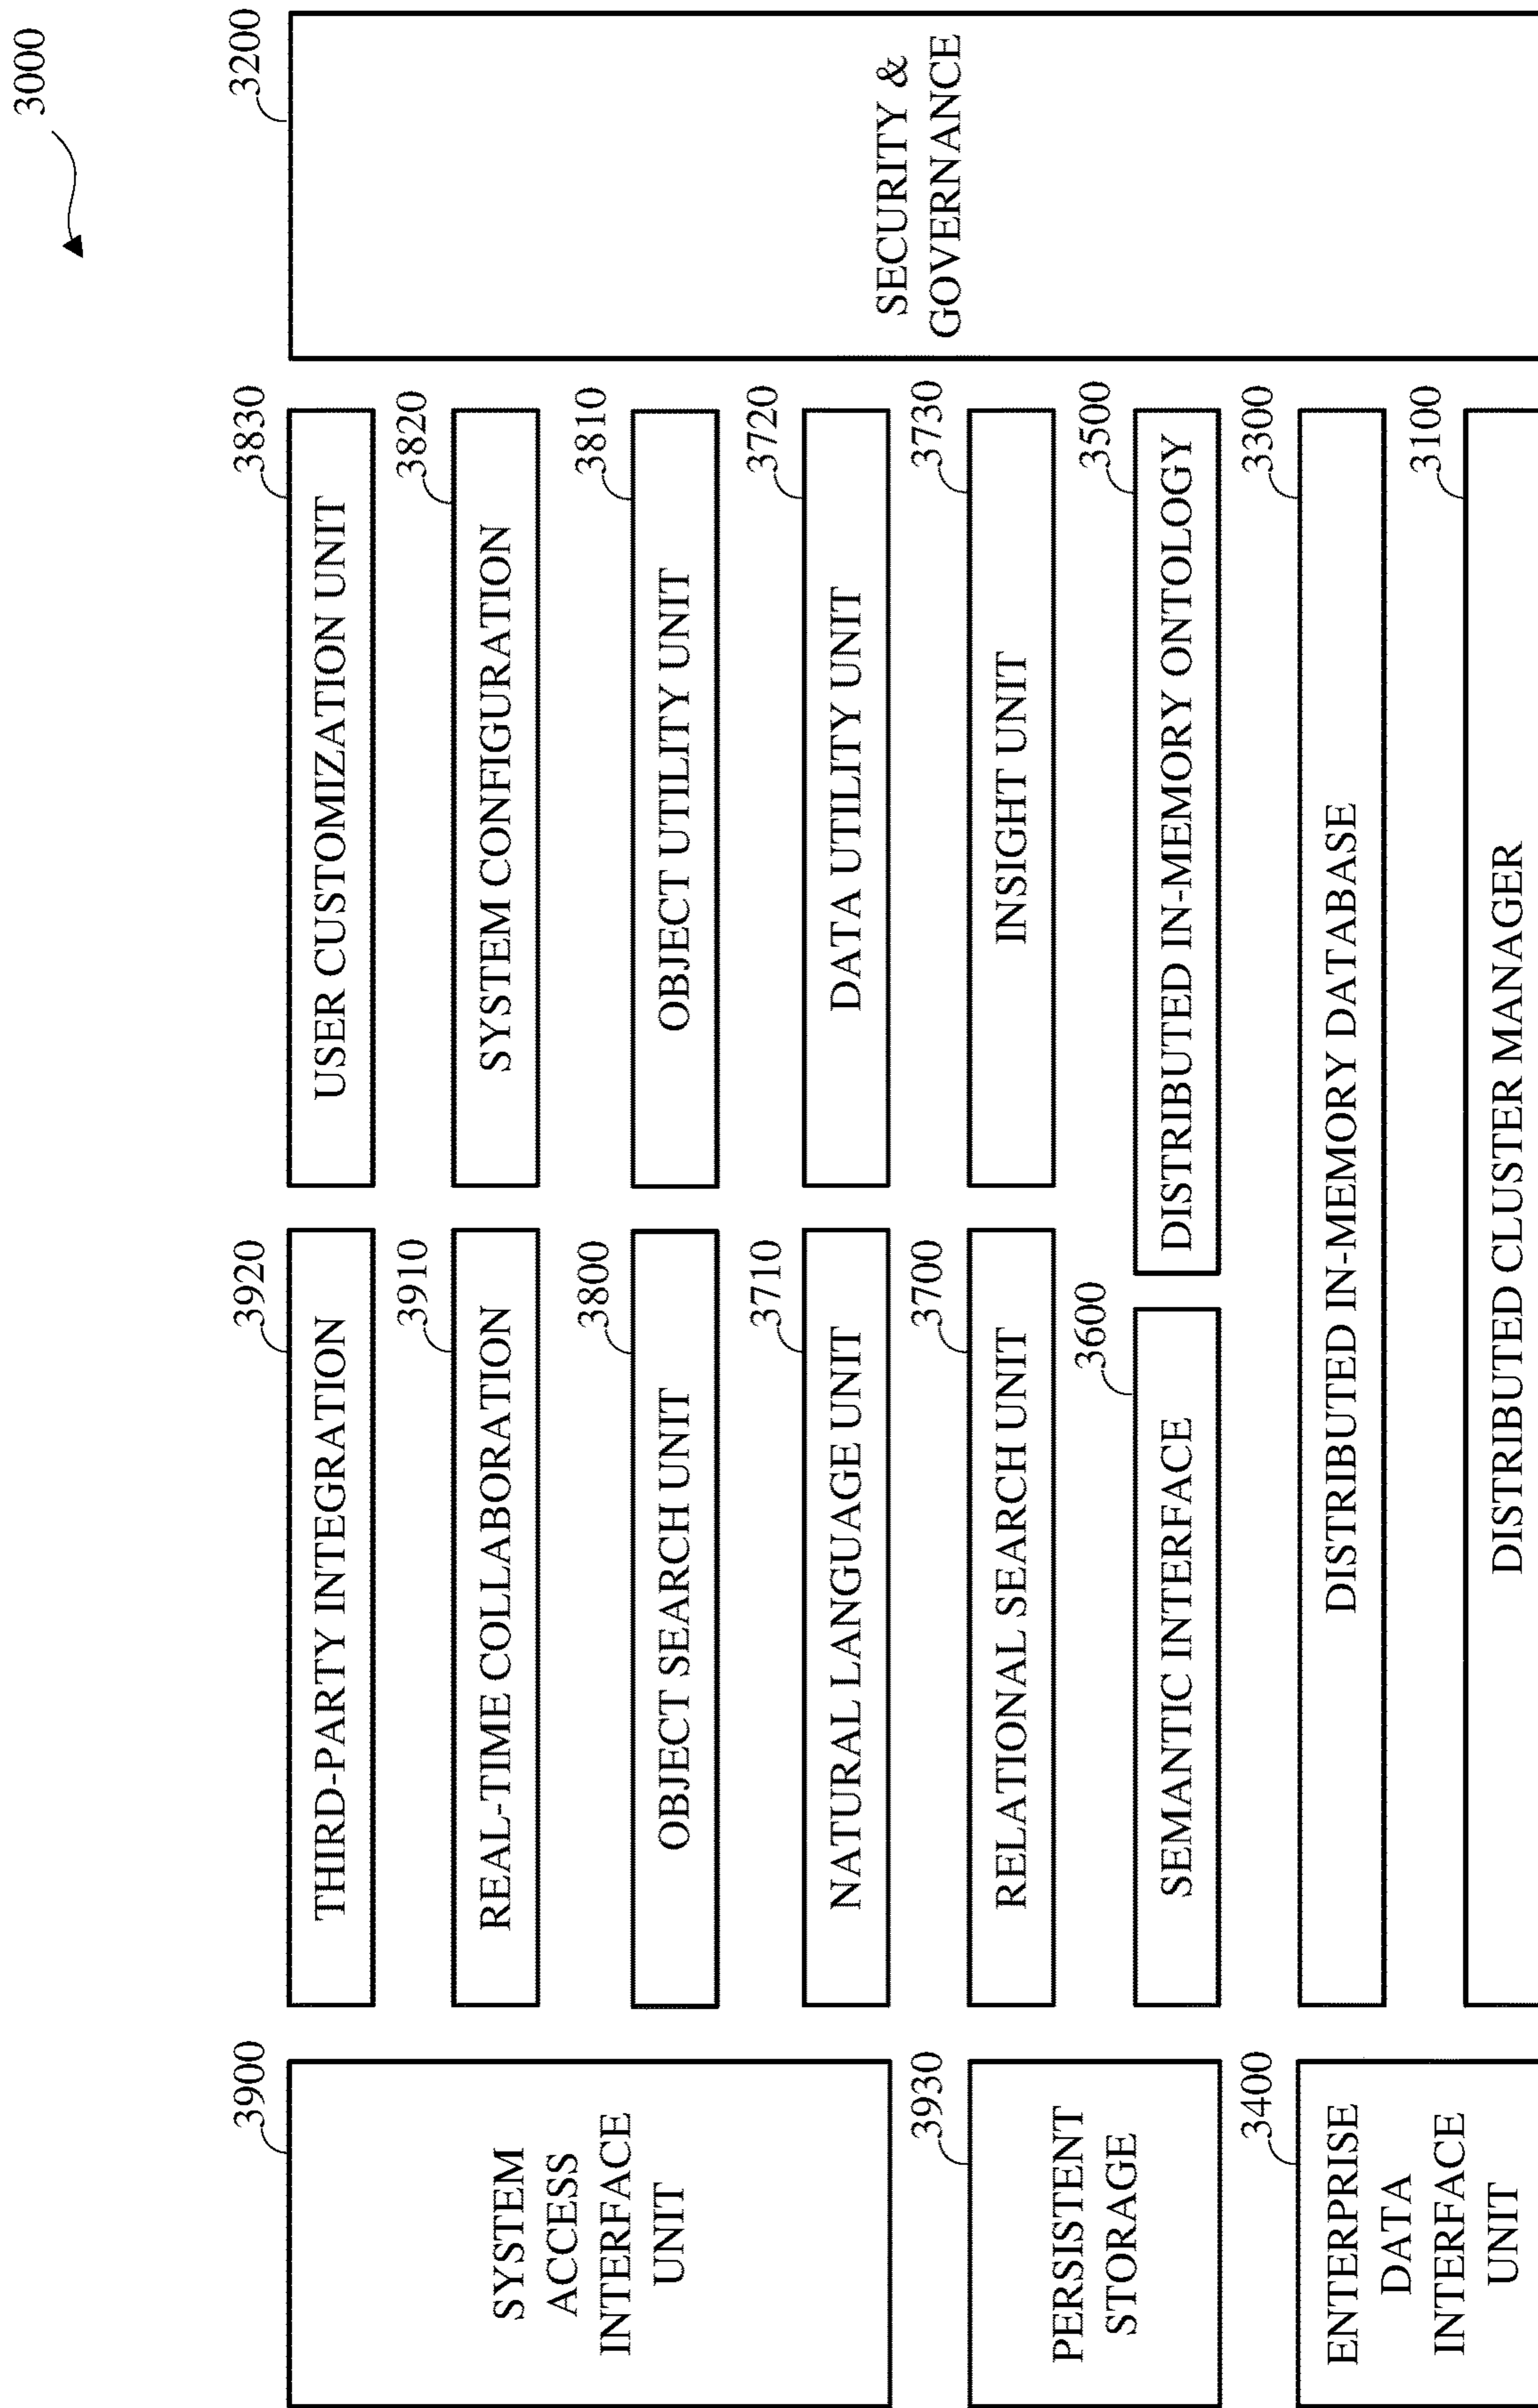 3000
3900
SYSTEM
ACCESS
INTERFACE
UNIT
3920
THIRD-PARTY INTEGRATION
3830
USER CUSTOMIZATION UNIT
3200
SECURITY &
GOVERNANCE
3910
REAL-TIME COLLABORATION
3820
SYSTEM CONFIGURATION
3800
OBJECT SEARCH UNIT
3810
OBJECT UTILITY UNIT
3710
NATURAL LANGUAGE UNIT
3720
DATA UTILITY UNIT
3930
PERSISTENT
STORAGE
3700
RELATIONAL SEARCH UNIT
3730
INSIGHT UNIT
3600
SEMANTIC INTERFACE
3500
DISTRIBUTED IN-MEMORY ONTOLOGY
3400
ENTERPRISE
DATA
INTERFACE
UNIT
3300
DISTRIBUTED IN-MEMORY DATABASE
3100
DISTRIBUTED CLUSTER MANAGER